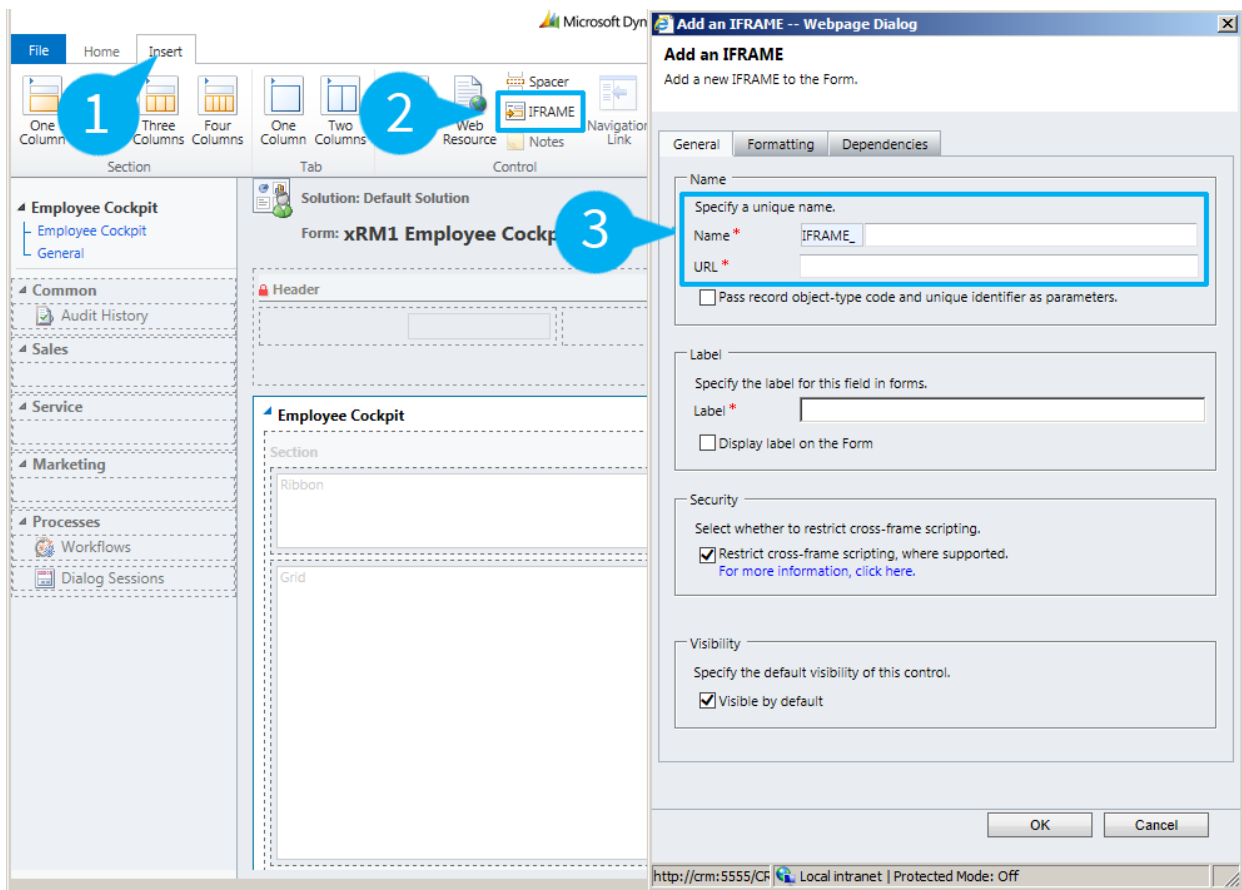 Microsoft Dyn
File Home Insert
1
2
One Column
Three Columns
Four Columns
Section
One Column
Two Columns
Tab
Web Resource
Spacer
IFRAME
Notes
Navigation Link
Control
Employee Cockpit
Employee Cockpit
General
Common
Audit History
Sales
Service
Marketing
Processes
Workflows
Dialog Sessions
Solution: Default Solution
Form: xRM1 Employee Cockp
3
Header
Employee Cockpit
Section
Ribbon
Grid
Add an IFRAME -- Webpage Dialog
Add an IFRAME
Add a new IFRAME to the Form.
General Formatting Dependencies
Name
Specify a unique name.
Name * IFRAME_
URL *
Pass record object-type code and unique identifier as parameters.
Label
Specify the label for this field in forms.
Label *
Display label on the Form
Security
Select whether to restrict cross-frame scripting.
Restrict cross-frame scripting, where supported.
For more information, click here.
Visibility
Specify the default visibility of this control.
Visible by default
OK Cancel
http://crm:5555/CR Local intranet | Protected Mode: Off